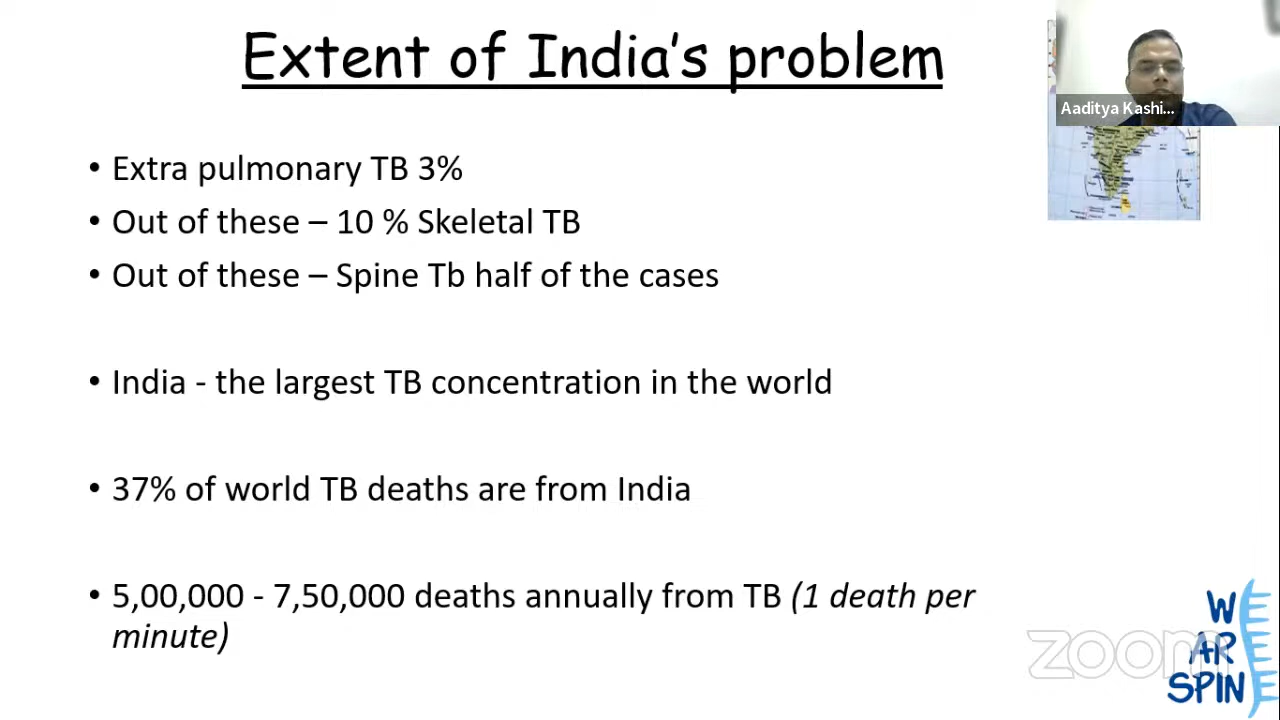 Extent of India's problem
Aaditya Kashi...
• Extra pulmonary TB 3%
• Out of these – 10 % Skeletal TB
• Out of these – Spine Tb half of the cases
• India - the largest TB concentration in the world
• 37% of world TB deaths are from India
• 5,00,000 - 7,50,000 deaths annually from TB (1 death per
minute)
zoom
W
AR
SPIN